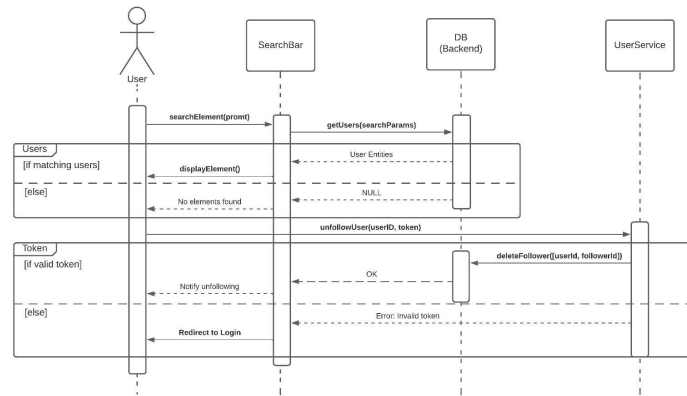 User
SearchBar
DB
(Backend)
UserService
searchElement(promt)
getUsers(searchParams)
Users
[if matching users]
User Entities
displayElement()
[else]
NULL
No elements found
unfollowUser(userID, token)
Token
[if valid token]
deleteFollower([userId, followerId])
OK
Notify unfollowing
[else]
Error: Invalid token
Redirect to Login